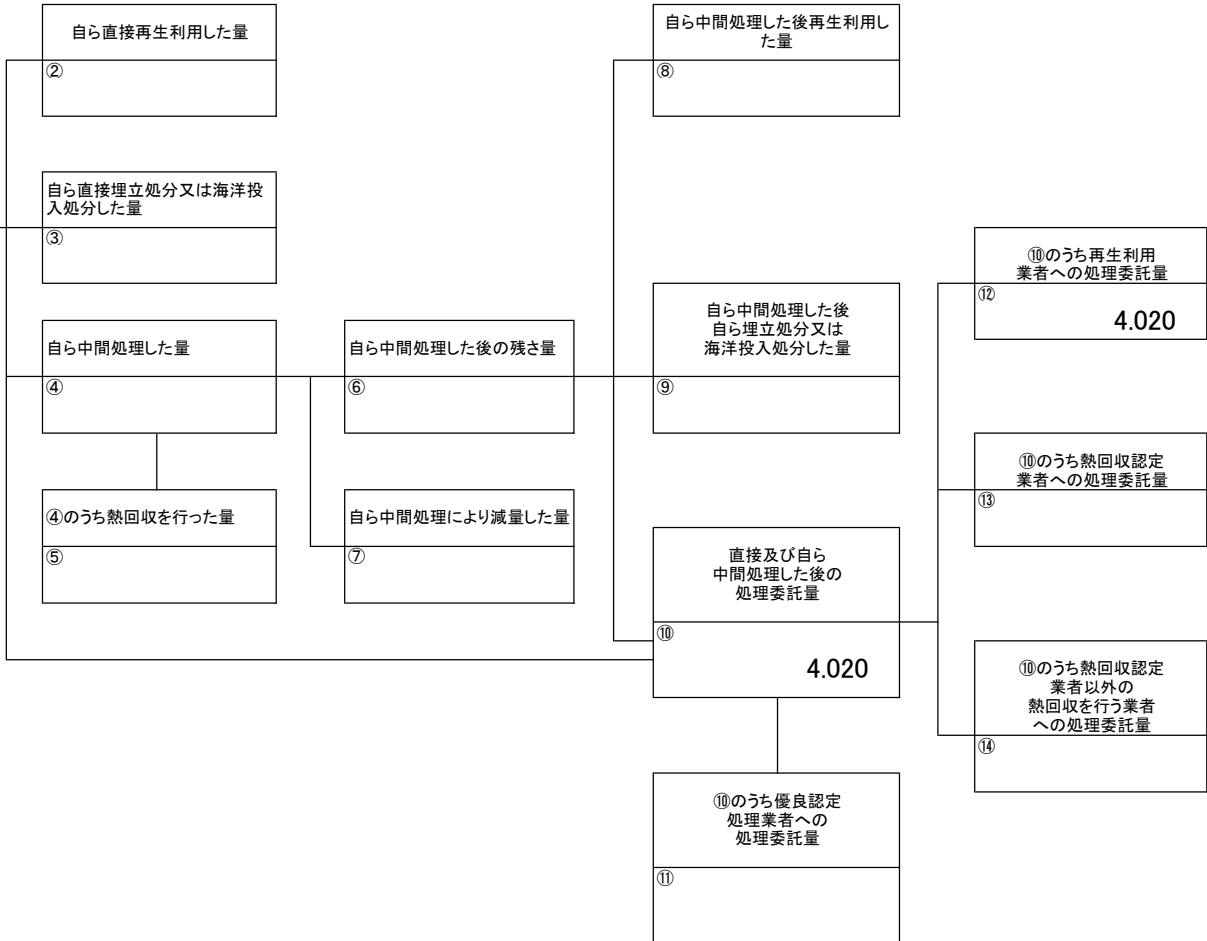 自ら直接再生利用した量
②
自ら直接埋立処分又は海洋投
入処分した量
③
自ら中間処理した量
④
④のうち熱回収を行った量
⑤
自ら中間処理した後の残さ量
⑥
自ら中間処理により減量した量
⑦
自ら中間処理した後再生利用し
た量
⑧
自ら中間処理した後
自ら埋立処分又は
海洋投入処分した量
⑨
直接及び自ら
中間処理した後の
処理委託量
⑩
4.020
⑩のうち優良認定
処理業者への
処理委託量
⑪
⑩のうち再生利用
業者への処理委託量
⑫
4.020
⑩のうち熱回収認定
業者への処理委託量
⑬
⑩のうち熱回収認定
業者以外の
熱回収を行う業者
への処理委託量
⑭